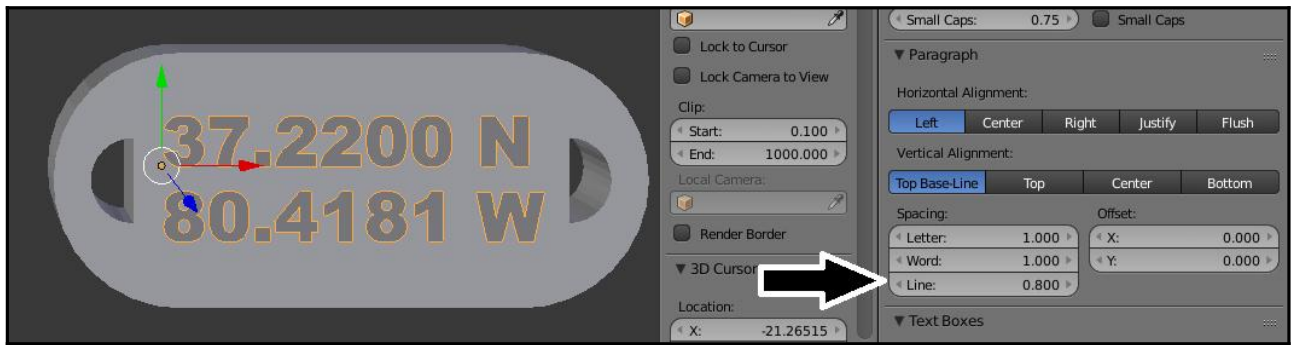 37.2200 N
80.4181 W
Lock to Cursor
Lock Camera to View
Clip:
Start: 0.100
End: 1000.000
Local Camera:
Render Border
3D Cursor
Location:
X: -21.26515
Small Caps: 0.75 Small Caps
Paragraph
Horizontal Alignment:
Left Center Right Justify Flush
Vertical Alignment:
Top Base-Line Top Center Bottom
Spacing: Offset:
Letter: 1.000 X: 0.000
Word: 1.000 Y: 0.000
Line: 0.800
Text Boxes